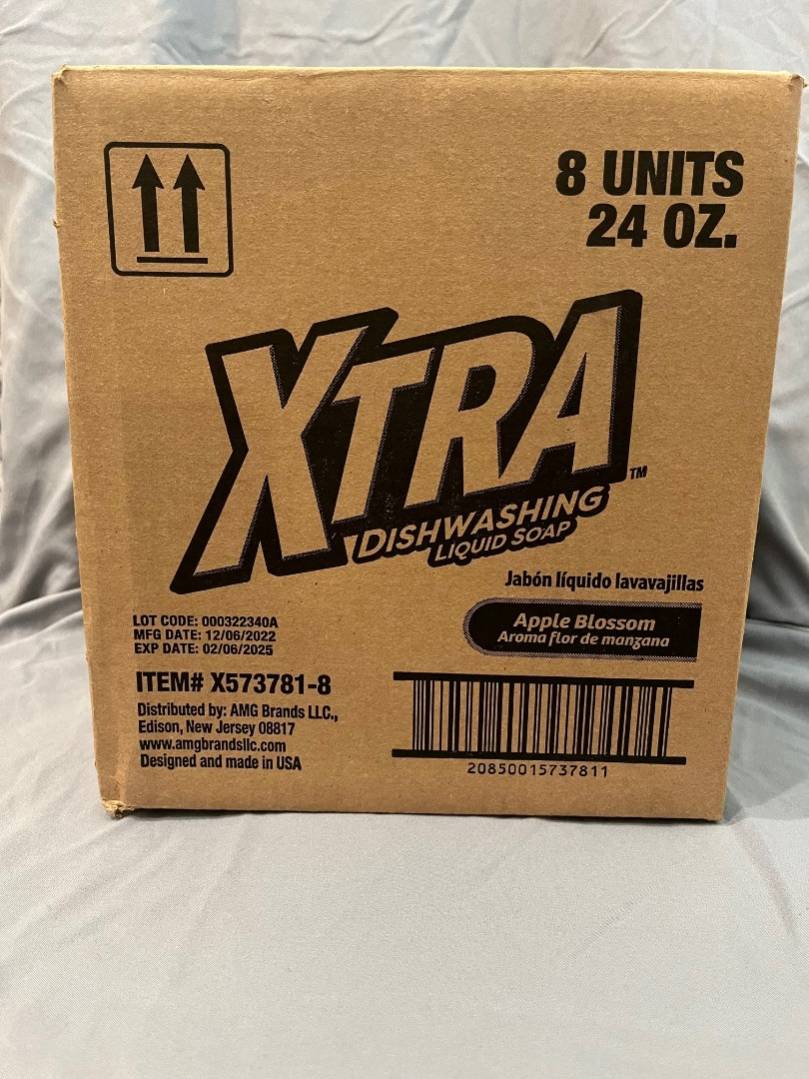 8 UNITS
24 OZ.
XTRA™
DISHWASHING
LIQUID SOAP
Jabón líquido lavavajillas
Apple Blossom
Aroma flor de manzana
LOT CODE: 000322340A
MFG DATE: 12/06/2022
EXP DATE: 02/06/2025
ITEM# X573781-8
Distributed by: AMG Brands LLC.,
Edison, New Jersey 08817
www.amgbrandsllc.com
Designed and made in USA
20850015737811